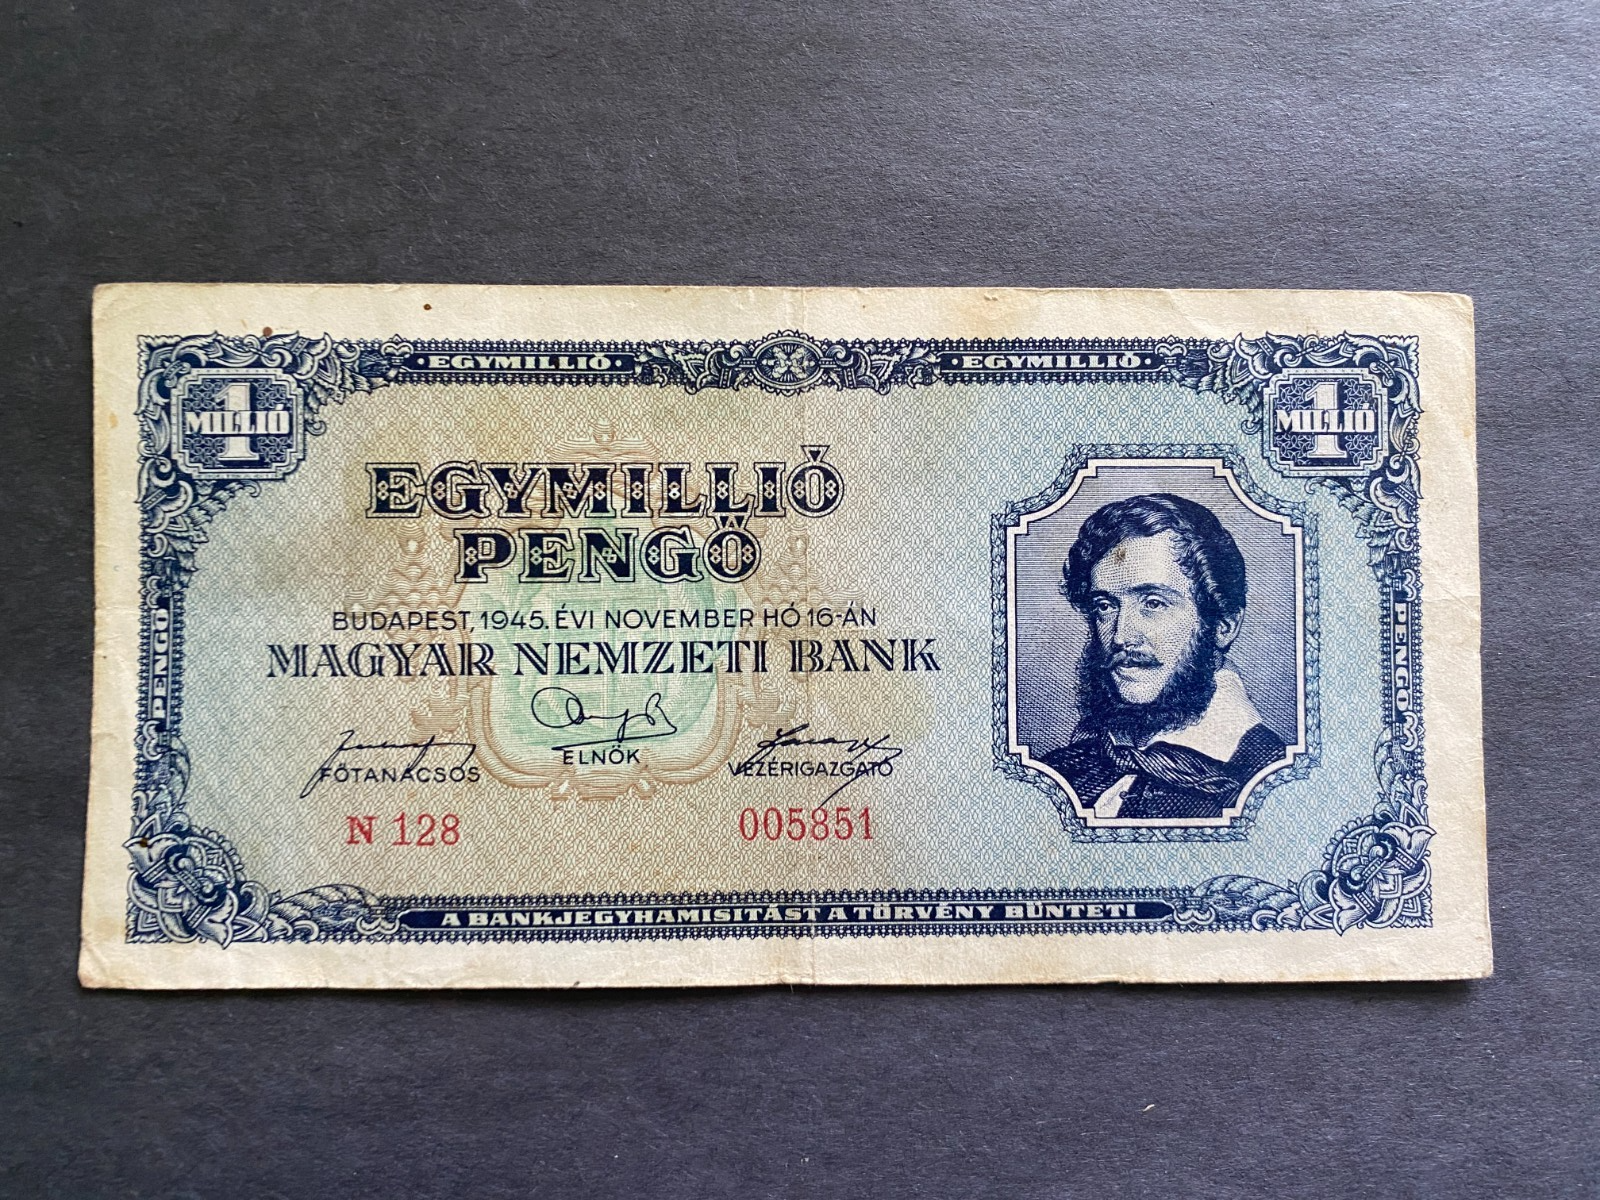 EGYMILLIÓ
EGYMILLIÓ
1 MILLIÓ
1 MILLIÓ
EGYMILLIÓ
PENGŐ
BUDAPEST, 1945. ÉVI NOVEMBER HÓ 16-ÁN
MAGYAR NEMZETI BANK
FŐTANÁCSOS
ELNÖK
VEZÉRIGAZGATÓ
N 128
005851
PENGŐ
PENGŐ
A BANKJEGYHAMISITÁST A TÖRVÉNY BÜNTETI